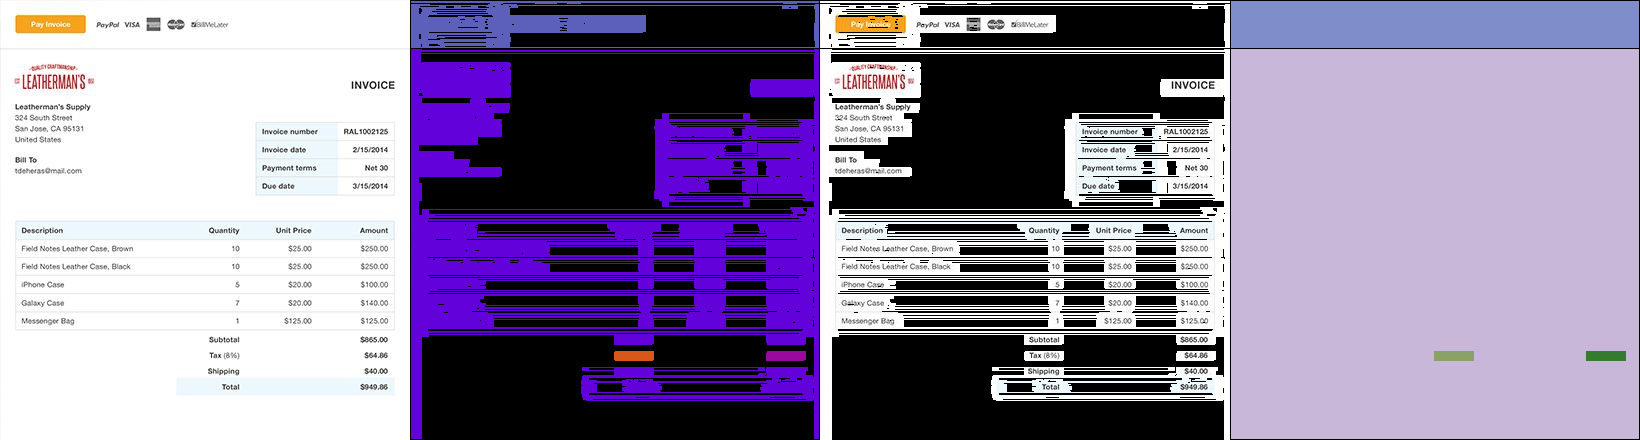 Pay Invoice PayPal VISA BillMeLater
QUALITY CRAFTMANSHIP
LEATHERMAN'S
INVOICE
Leatherman's Supply
324 South Street
San Jose, CA 95131
United States
Invoice number RAL1002125
Invoice date 2/15/2014
Bill To
tdeheras@mail.com
Payment terms Net 30
Due date 3/15/2014
Description Quantity Unit Price Amount
Field Notes Leather Case, Brown 10 $25.00 $250.00
Field Notes Leather Case, Black 10 $25.00 $250.00
iPhone Case 5 $20.00 $100.00
Galaxy Case 7 $20.00 $140.00
Messenger Bag 1 $125.00 $125.00
Subtotal $865.00
Tax (8%) $64.86
Shipping $40.00
Total $949.86
Pay Invoice PayPal VISA BillMeLater
QUALITY CRAFTMANSHIP
LEATHERMAN'S
INVOICE
Leatherman's Supply
324 South Street
San Jose, CA 95131
United States
Invoice number RAL1002125
Invoice date 2/15/2014
Bill To
tdeheras@mail.com
Payment terms Net 30
Due date 3/15/2014
Description Quantity Unit Price Amount
Field Notes Leather Case, Brown 10 $25.00 $250.00
Field Notes Leather Case, Black 10 $25.00 $250.00
iPhone Case 5 $20.00 $100.00
Galaxy Case 7 $20.00 $140.00
Messenger Bag 1 $125.00 $125.00
Subtotal $865.00
Tax (8%) $64.86
Shipping $40.00
Total $949.86